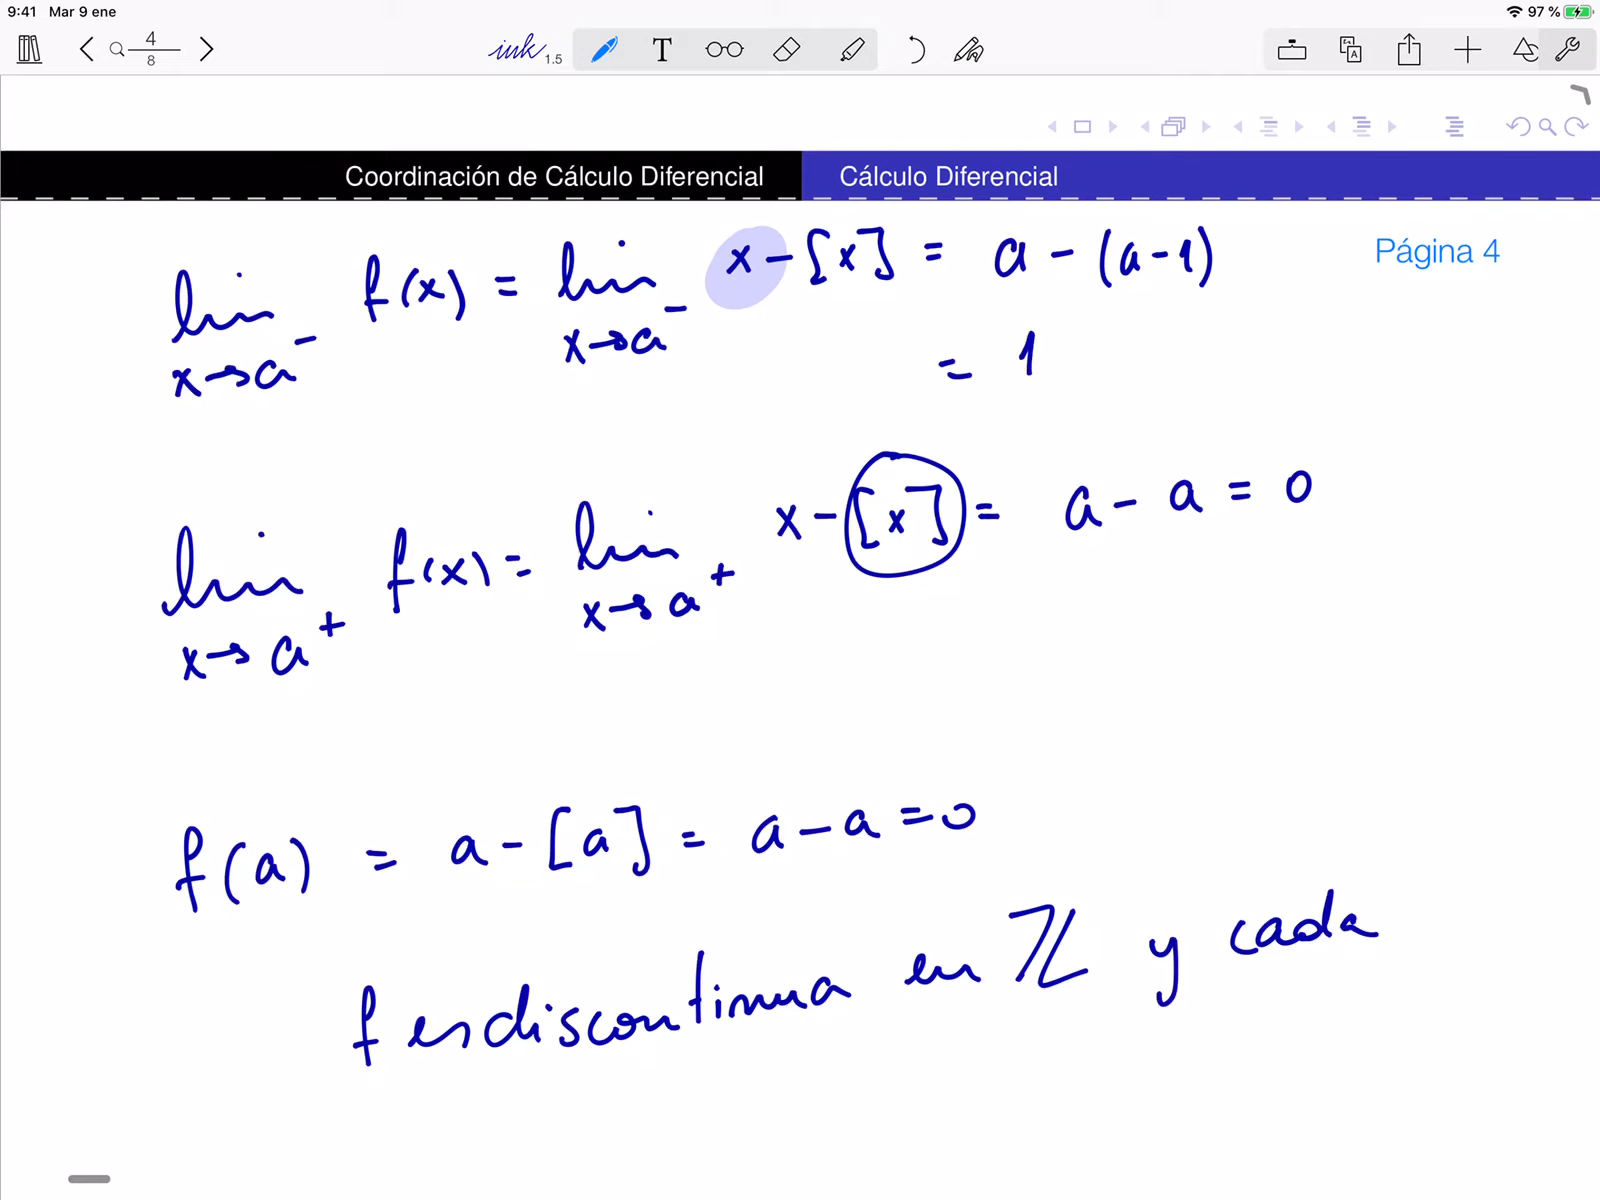 9:41 Mar 9 ene 97 %
4
8
ink 1.5 T
Coordinación de Cálculo Diferencial Cálculo Diferencial
Página 4
lim x→a⁻ f(x) = lim x→a⁻ x - [x] = a - (a-1)
= 1
lim x→a⁺ f(x) = lim x→a⁺ x - [x] = a - a = 0
f(a) = a - [a] = a - a = 0
f es discontinua en ℤ y cada